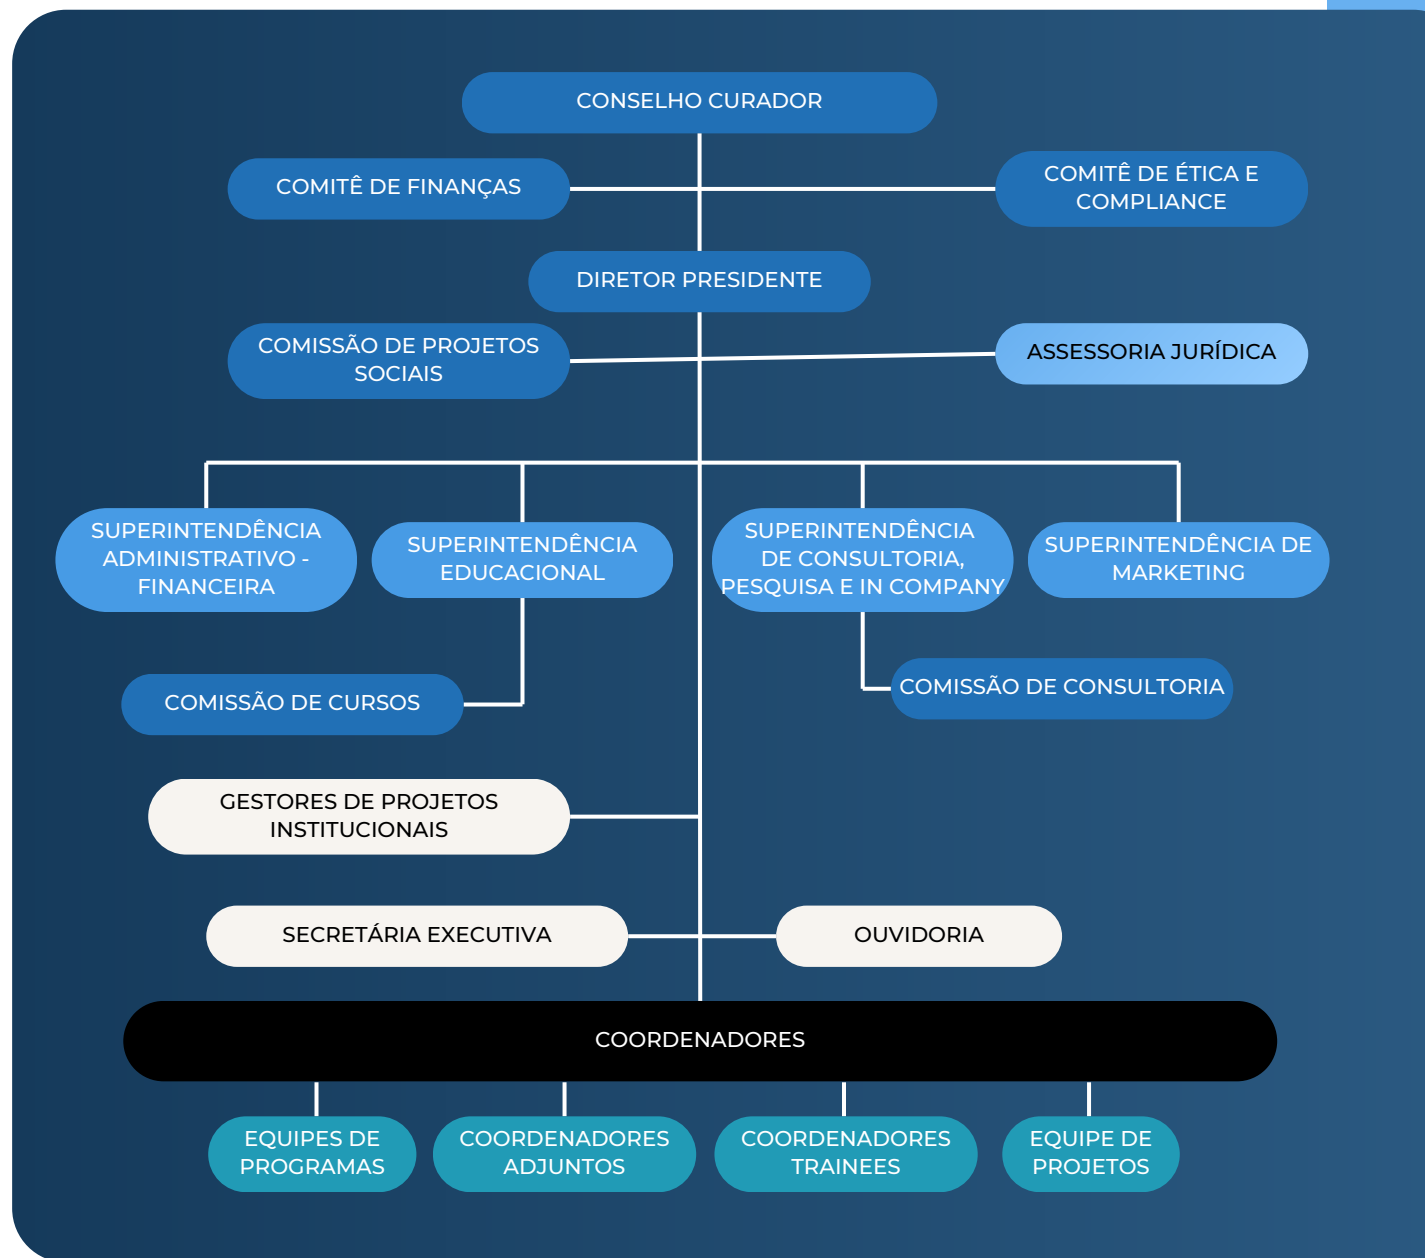 CONSELHO CURADOR
COMITÊ DE FINANÇAS
COMITÊ DE ÉTICA E
COMPLIANCE
DIRETOR PRESIDENTE
COMISSÃO DE PROJETOS
SOCIAIS
ASSESSORIA JURÍDICA
SUPERINTENDÊNCIA
ADMINISTRATIVO -
FINANCEIRA
SUPERINTENDÊNCIA
EDUCACIONAL
SUPERINTENDÊNCIA
DE CONSULTORIA,
PESQUISA E IN COMPANY
SUPERINTENDÊNCIA DE
MARKETING
COMISSÃO DE CURSOS
COMISSÃO DE CONSULTORIA
GESTORES DE PROJETOS
INSTITUCIONAIS
SECRETÁRIA EXECUTIVA
OUVIDORIA
COORDENADORES
EQUIPES DE
PROGRAMAS
COORDENADORES
ADJUNTOS
COORDENADORES
TRAINEES
EQUIPE DE
PROJETOS